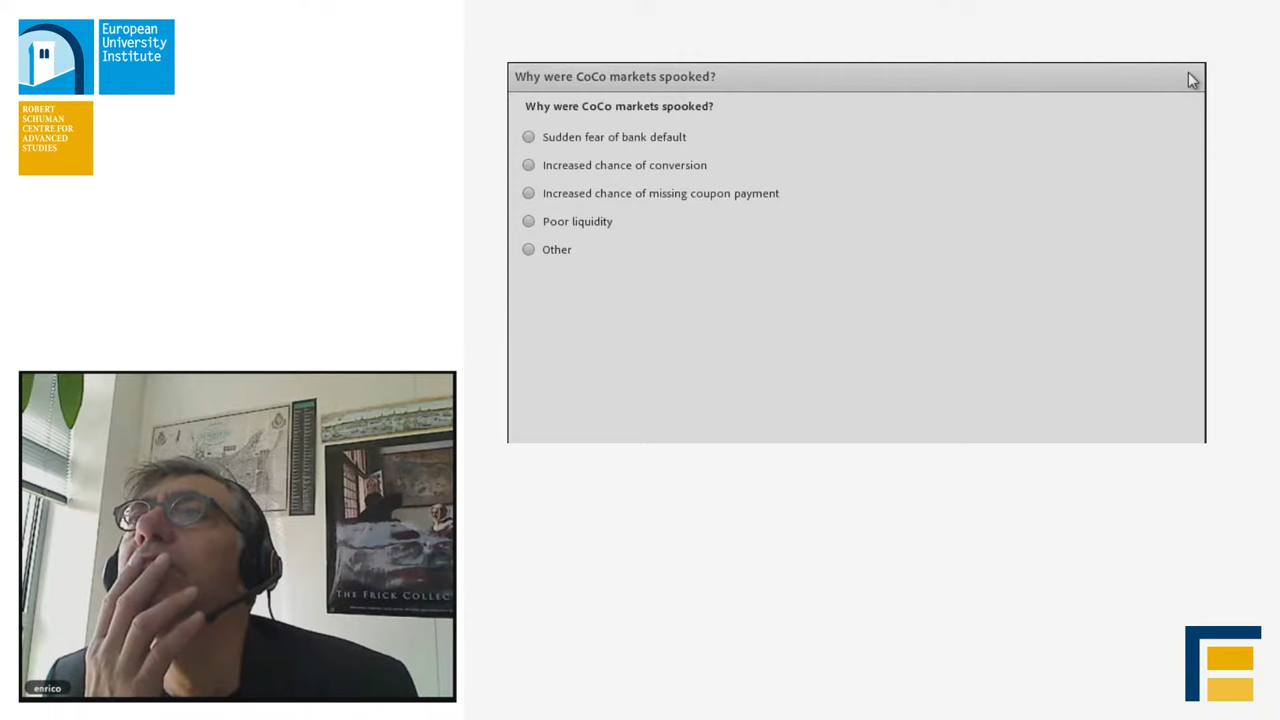 European
University
Institute
ROBERT
SCHUMAN
CENTRE FOR
ADVANCED
STUDIES
Why were CoCo markets spooked?
Why were CoCo markets spooked?
Sudden fear of bank default
Increased chance of conversion
Increased chance of missing coupon payment
Poor liquidity
Other
THE FRICK COLLEC
enrico